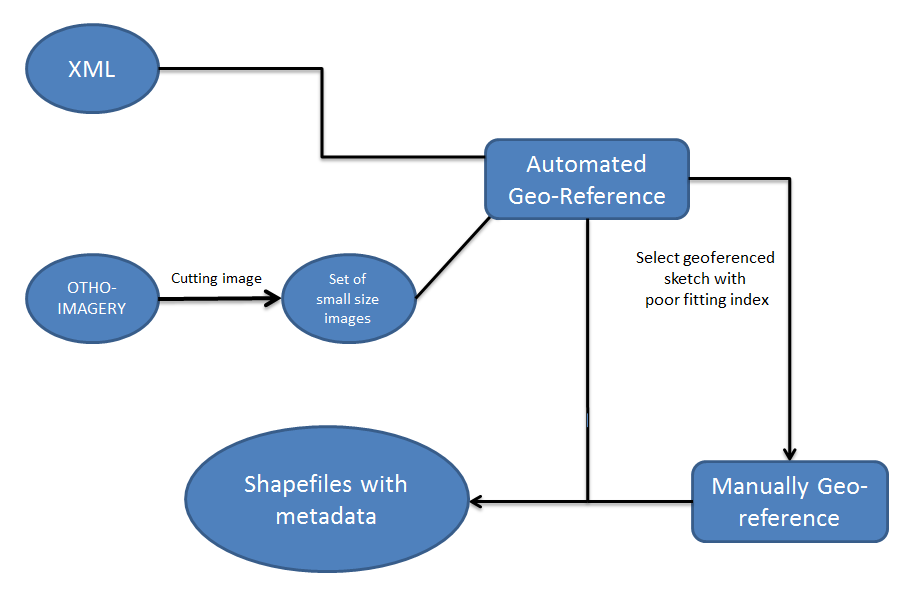 XML
Automated
Geo-Reference
Select geoferenced
sketch with
poor fitting index
OTHO-
IMAGERY
Cutting image
Set of
small size
images
Shapefiles with
metadata
Manually Geo-
reference